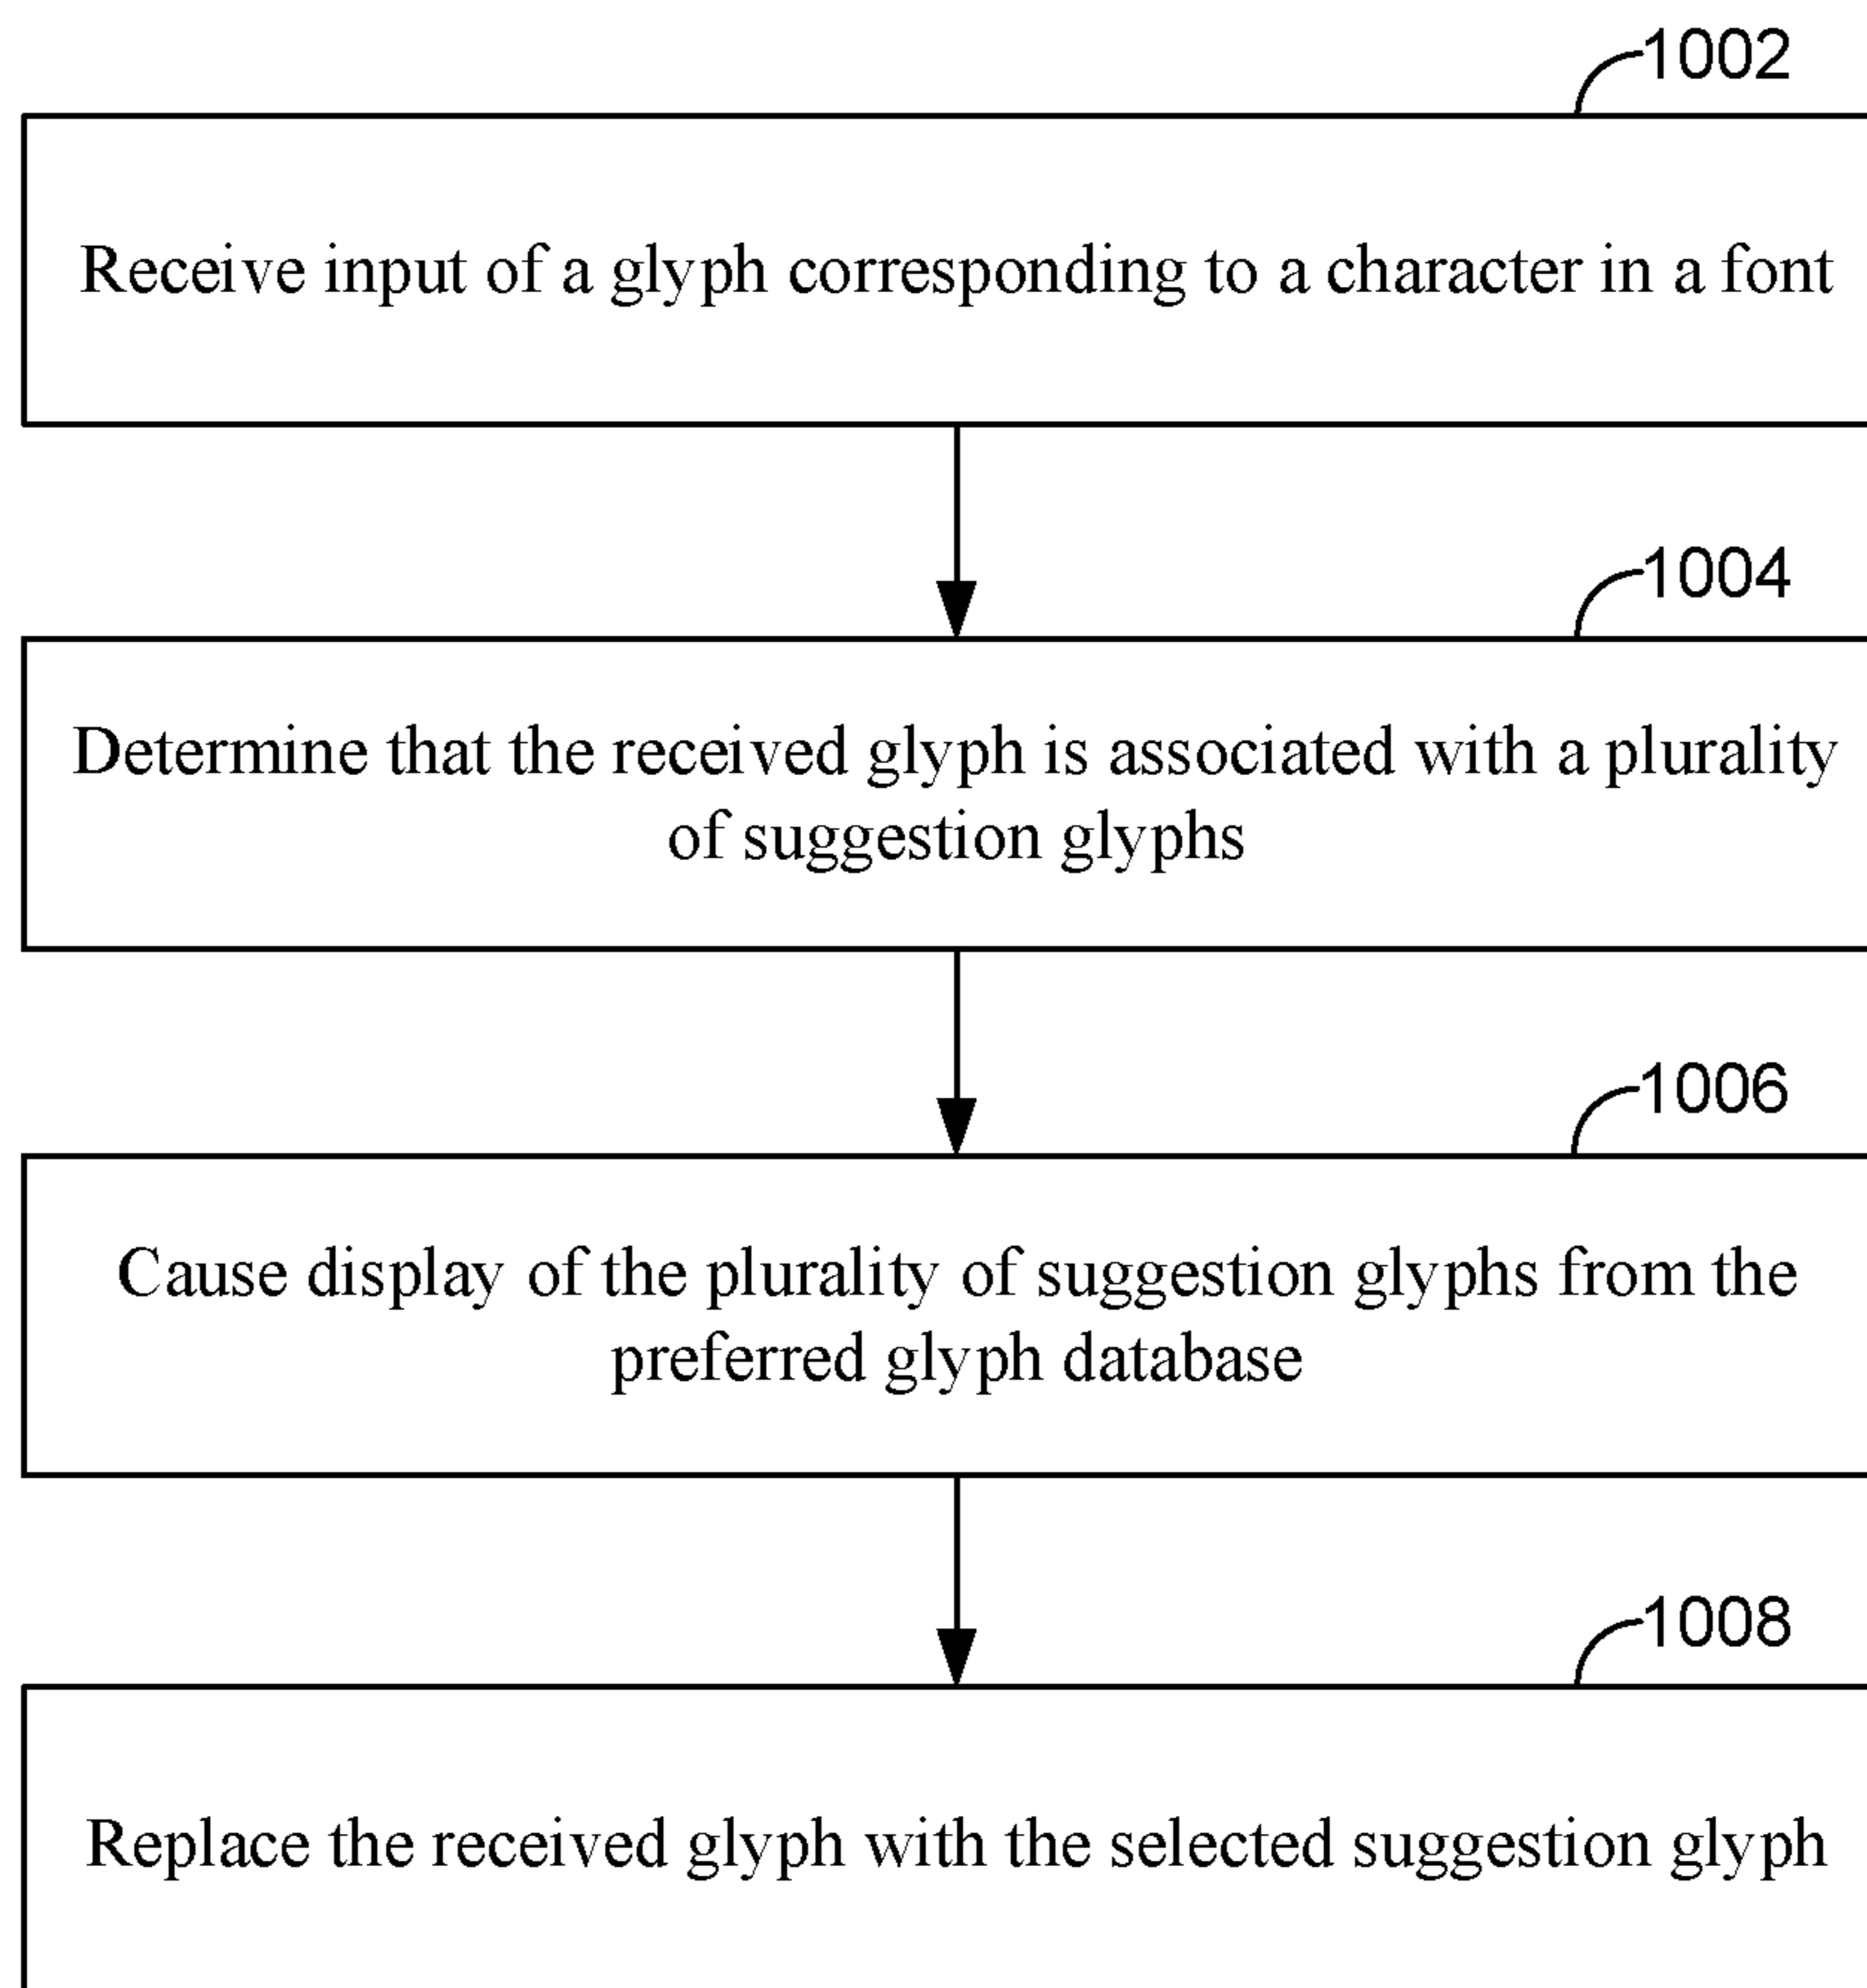 1002
Receive input of a glyph corresponding to a character in a font
1004
Determine that the received glyph is associated with a plurality
of suggestion glyphs
1006
Cause display of the plurality of suggestion glyphs from the
preferred glyph database
1008
Replace the received glyph with the selected suggestion glyph